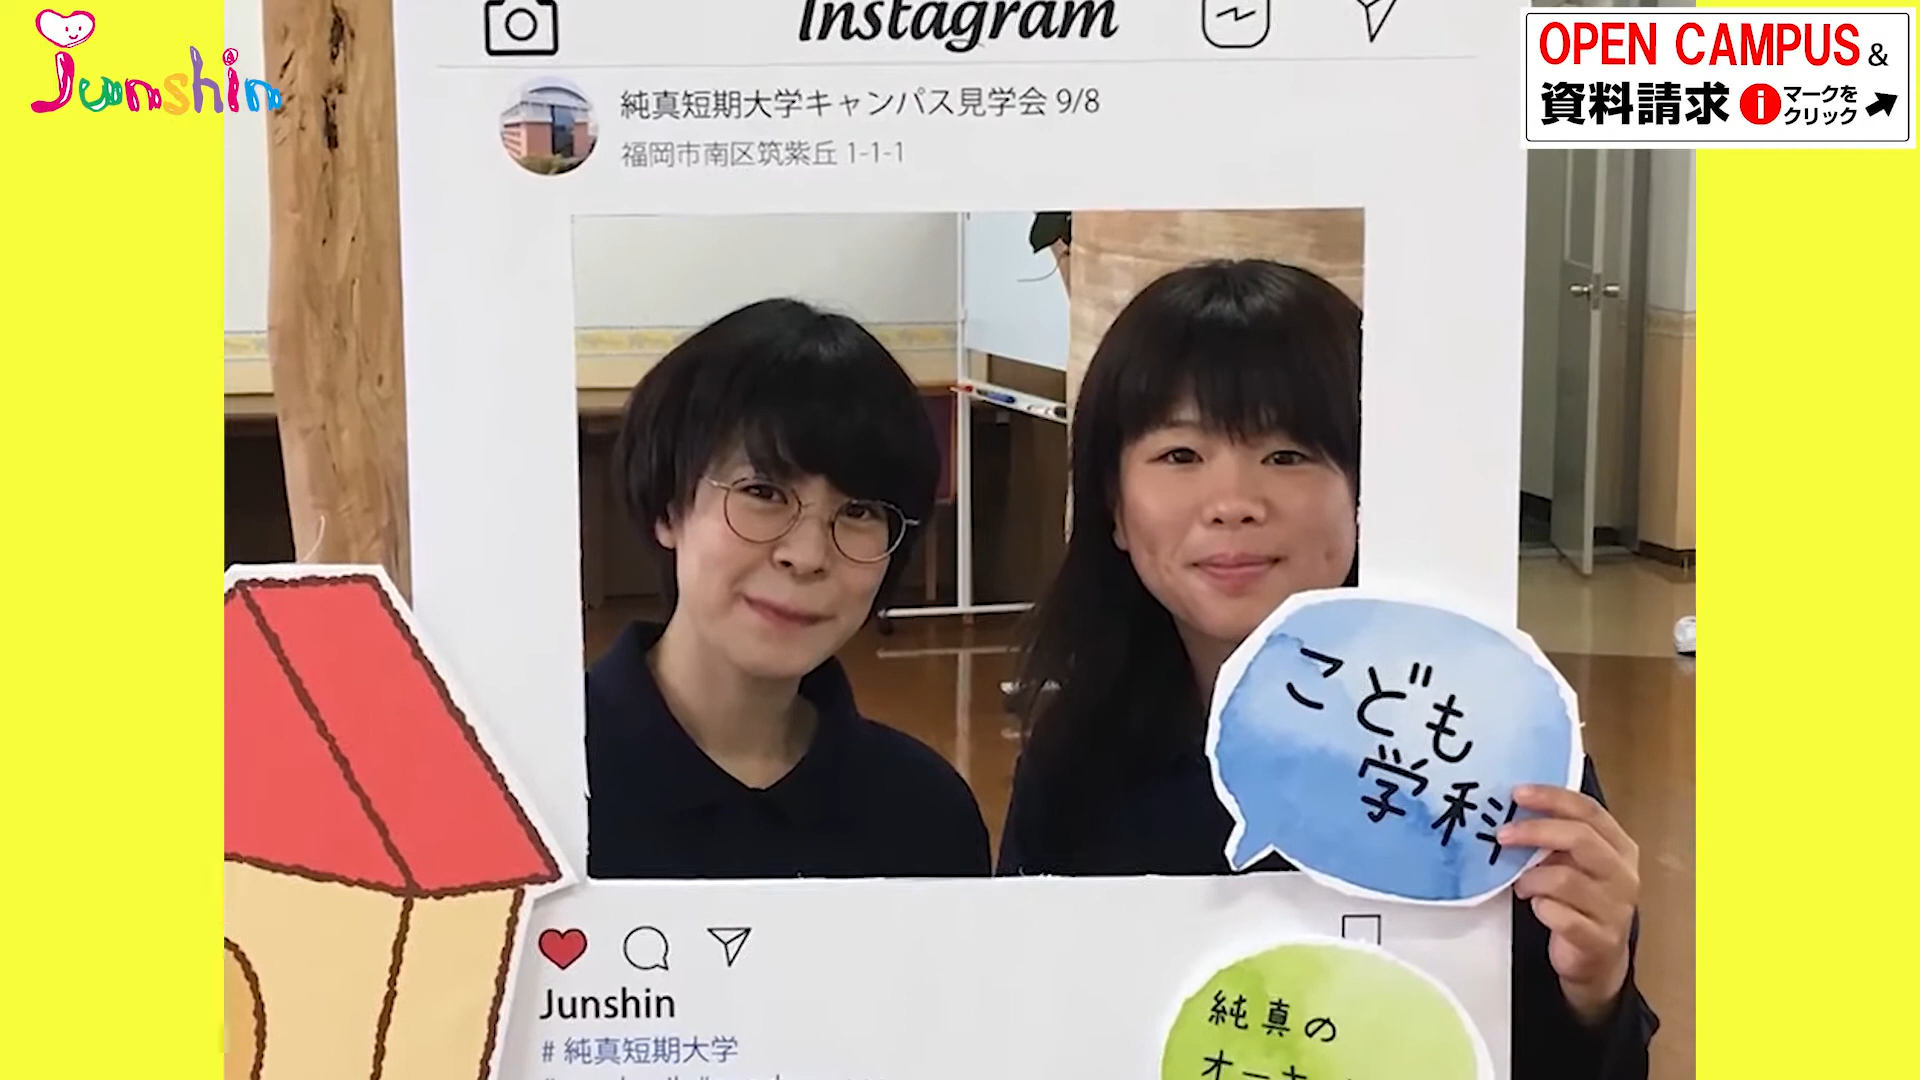 Junshin
Instagram
OPEN CAMPUS &
資料請求 i マークを
クリック
純真短期大学キャンパス見学会 9/8
福岡市南区筑紫丘 1-1-1
こども
学科
Junshin
# 純真短期大学
純真の